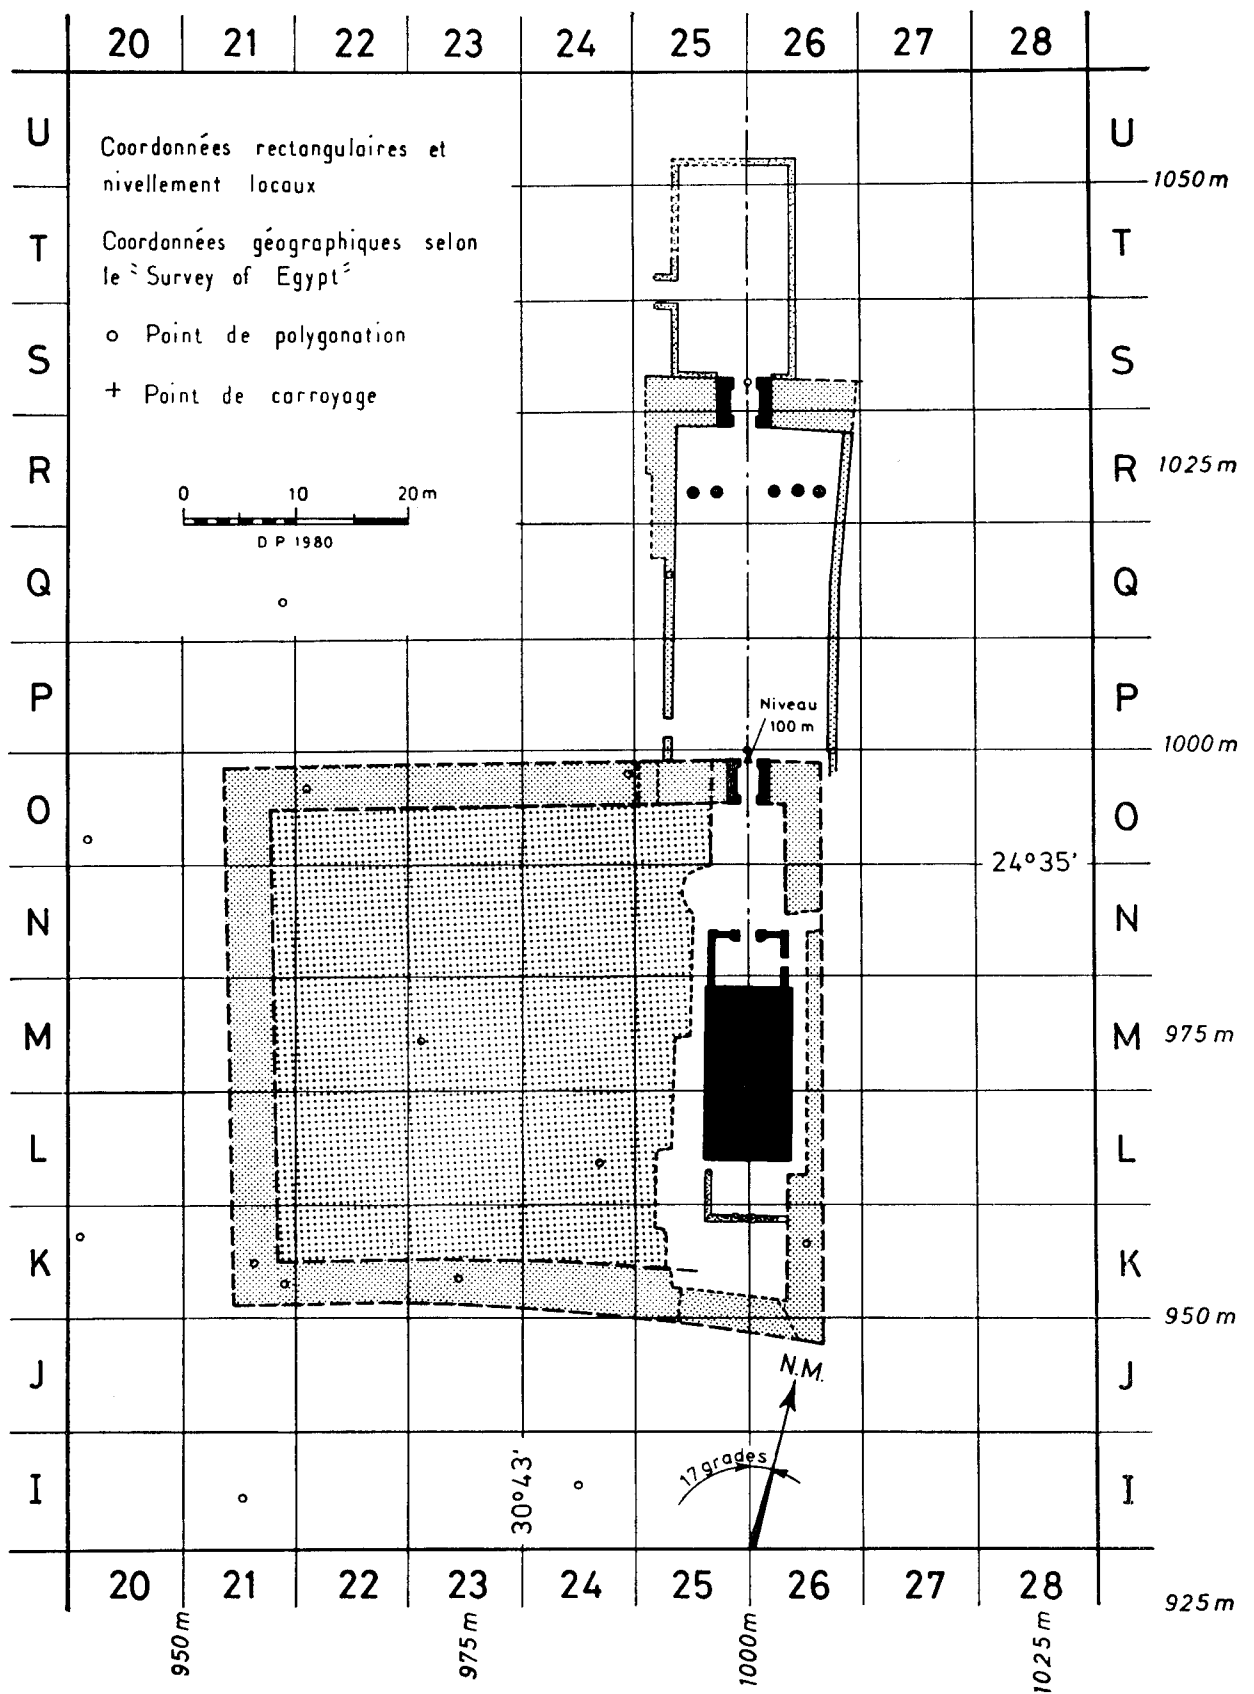 20 21 22 23 24 25 26 27 28
U U
Coordonnées rectangulaires et
nivellement locaux
1050 m
T T
Coordonnées géographiques selon
le "Survey of Egypt"
S S
o Point de polygonation
+ Point de carroyage
R R
1025 m
0 10 20 m
D P 1980
Q Q
P P
Niveau
100 m
1000 m
O O
24°35'
N N
M M
975 m
L L
K K
950 m
J J
N.M.
17 grades
30°43'
I I
20 21 22 23 24 25 26 27 28
925 m
950 m
975 m
1000 m
1025 m